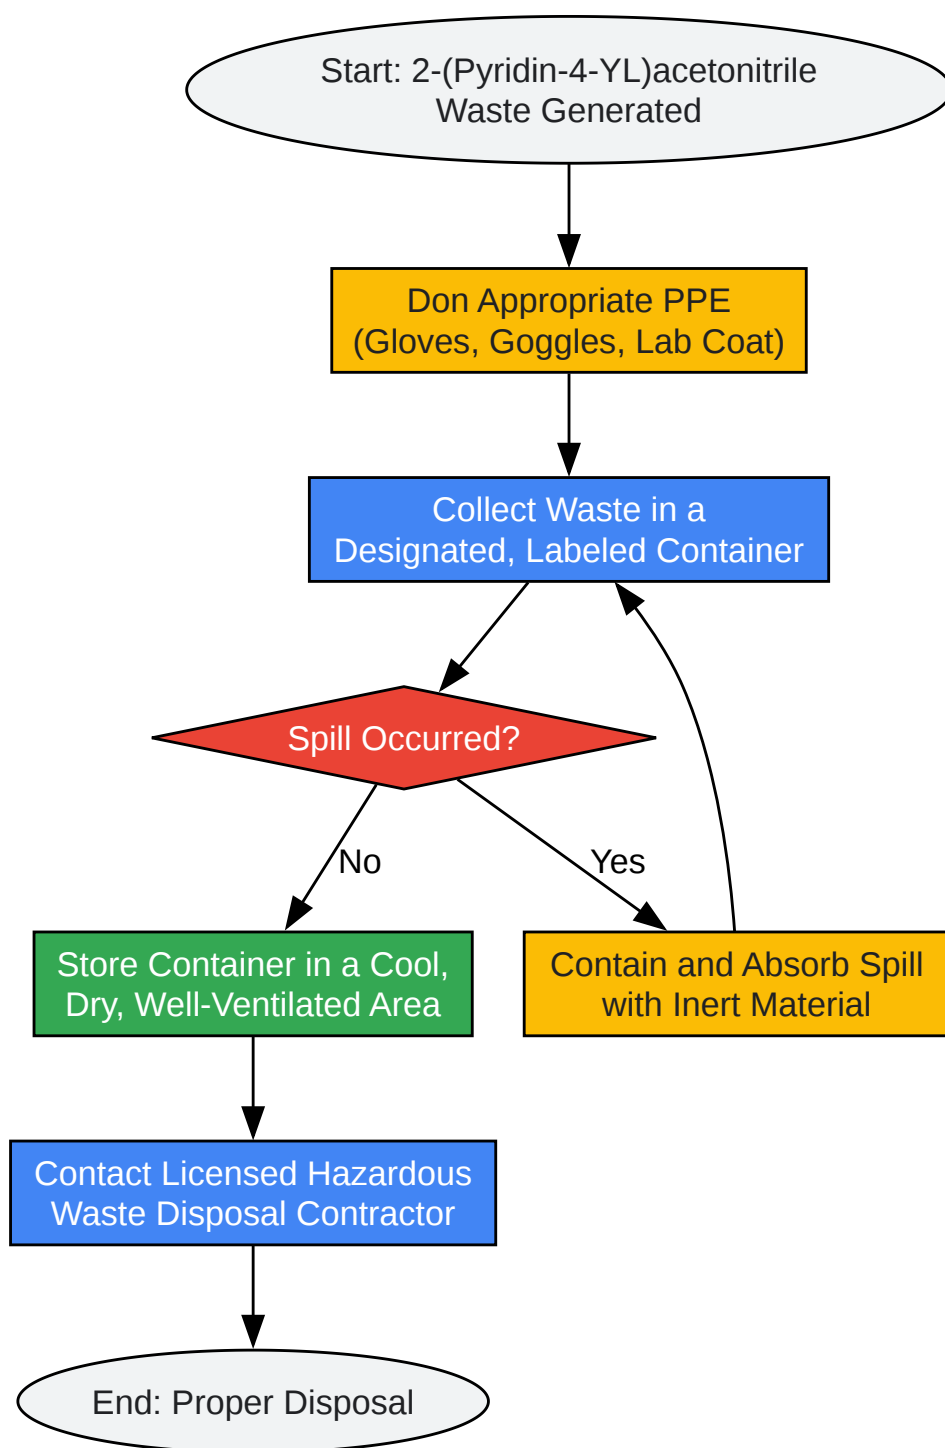 Start: 2-(Pyridin-4-YL)acetonitrile
Waste Generated
Don Appropriate PPE
(Gloves, Goggles, Lab Coat)
Collect Waste in a
Designated, Labeled Container
Spill Occurred?
No
Yes
Store Container in a Cool,
Dry, Well-Ventilated Area
Contain and Absorb Spill
with Inert Material
Contact Licensed Hazardous
Waste Disposal Contractor
End: Proper Disposal